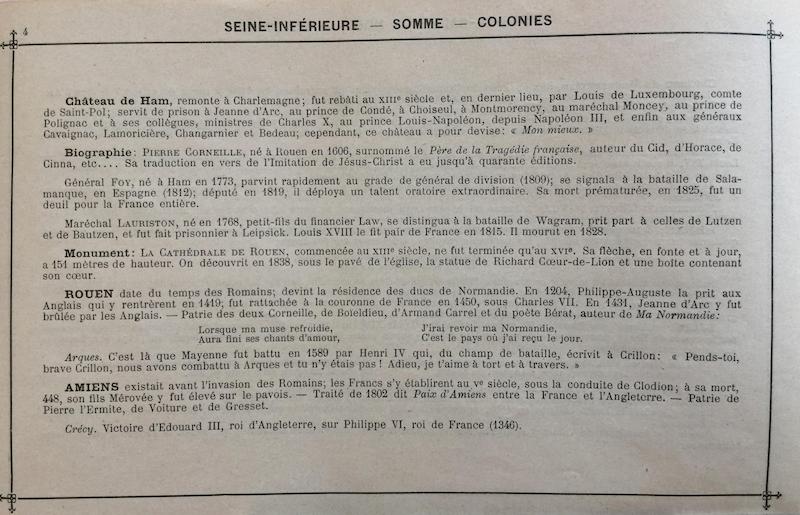 4
SEINE-INFÉRIEURE — SOMME — COLONIES
Château de Ham, remonte à Charlemagne; fut rebâti au XIIIe siècle et, en dernier lieu, par Louis de Luxembourg, comte
de Saint-Pol; servit de prison à Jeanne d'Arc, au prince de Condé, à Choiseul, à Montmorency, au maréchal Moncey, au prince de
Polignac et à ses collègues, ministres de Charles X, au prince Louis-Napoléon, depuis Napoléon III, et enfin aux généraux
Cavaignac, Lamoricière, Changarnier et Bedeau; cependant, ce château a pour devise: « Mon mieux. »
Biographie: PIERRE CORNEILLE, né à Rouen en 1606, surnommé le Père de la Tragédie française, auteur du Cid, d'Horace, de
Cinna, etc.... Sa traduction en vers de l'Imitation de Jésus-Christ a eu jusqu'à quarante éditions.
Général FOY, né à Ham en 1773, parvint rapidement au grade de général de division (1809); se signala à la bataille de Sala-
manque, en Espagne (1812); député en 1819, il déploya un talent oratoire extraordinaire. Sa mort prématurée, en 1825, fut un
deuil pour la France entière.
Maréchal LAURISTON, né en 1768, petit-fils du financier Law, se distingua à la bataille de Wagram, prit part à celles de Lutzen
et de Bautzen, et fut fait prisonnier à Leipsick. Louis XVIII le fit pair de France en 1815. Il mourut en 1828.
Monument: LA CATHÉDRALE DE ROUEN, commencée au XIIIe siècle, ne fut terminée qu'au XVIe. Sa flèche, en fonte et à jour,
a 151 mètres de hauteur. On découvrit en 1838, sous le pavé de l'église, la statue de Richard Cœur-de-Lion et une boîte contenant
son cœur.
ROUEN date du temps des Romains; devint la résidence des ducs de Normandie. En 1204, Philippe-Auguste la prit aux
Anglais qui y rentrèrent en 1419; fut rattachée à la couronne de France en 1450, sous Charles VII. En 1431, Jeanne d'Arc y fut
brûlée par les Anglais. — Patrie des deux Corneille, de Boïeldieu, d'Armand Carrel et du poète Bérat, auteur de Ma Normandie:
Lorsque ma muse refroidie,
Aura fini ses chants d'amour,
J'irai revoir ma Normandie,
C'est le pays où j'ai reçu le jour.
Arques. C'est là que Mayenne fut battu en 1589 par Henri IV qui, du champ de bataille, écrivit à Crillon: « Pends-toi,
brave Crillon, nous avons combattu à Arques et tu n'y étais pas! Adieu, je t'aime à tort et à travers. »
AMIENS existait avant l'invasion des Romains; les Francs s'y établirent au Ve siècle, sous la conduite de Clodion; à sa mort,
448, son fils Mérovée y fut élevé sur le pavois. — Traité de 1802 dit Paix d'Amiens entre la France et l'Angleterre. — Patrie de
Pierre l'Ermite, de Voiture et de Gresset.
Crécy. Victoire d'Edouard III, roi d'Angleterre, sur Philippe VI, roi de France (1346).